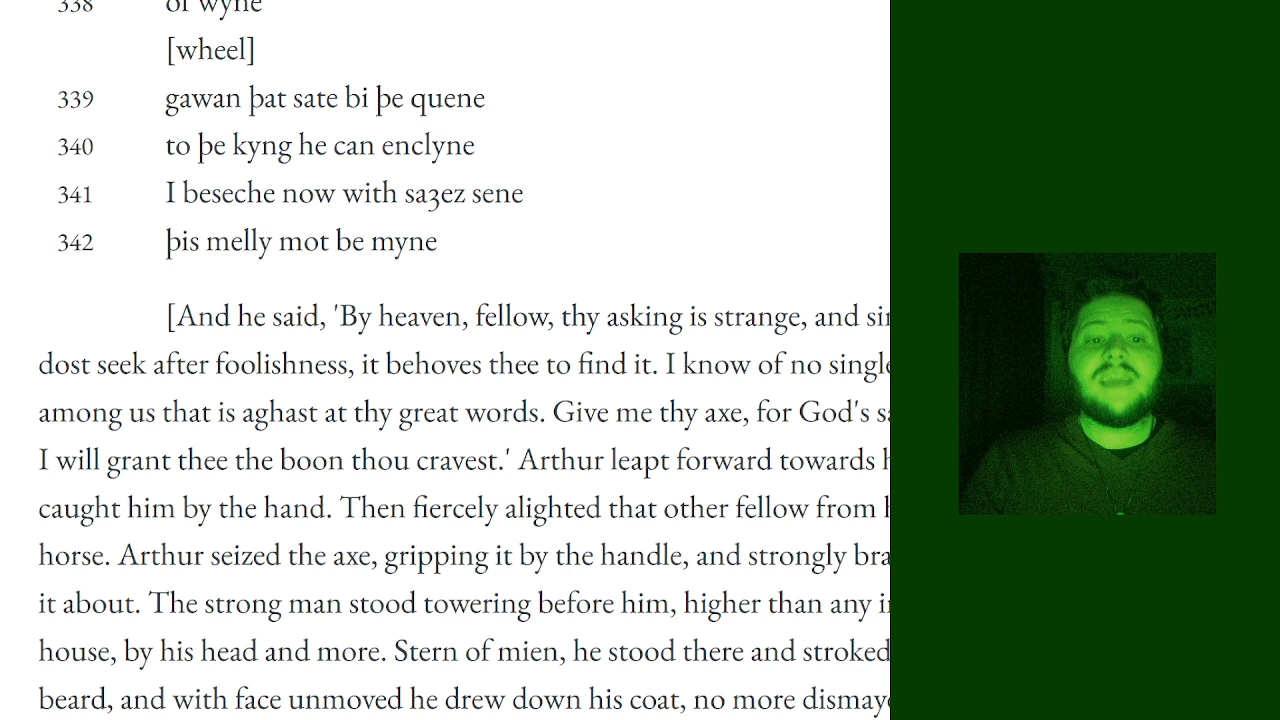 338 of wyne
[wheel]
339 gawan þat sate bi þe quene
340 to þe kyng he can enclyne
341 I beseche now with saȝez sene
342 þis melly mot be myne
[And he said, 'By heaven, fellow, thy asking is strange, and
dost seek after foolishness, it behoves thee to find it. I know of no
among us that is aghast at thy great words. Give me thy axe, for God's
I will grant thee the boon thou cravest.' Arthur leapt forward towards
caught him by the hand. Then fiercely alighted that other fellow from
horse. Arthur seized the axe, gripping it by the handle, and strongly
it about. The strong man stood towering before him, higher than any
house, by his head and more. Stern of mien, he stood there and stroked
beard, and with face unmoved he drew down his coat, no more